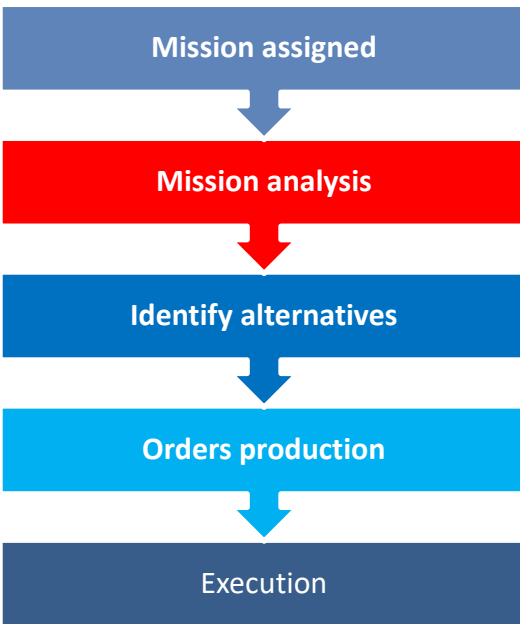 Mission assigned
Mission analysis
Identify alternatives
Orders production
Execution